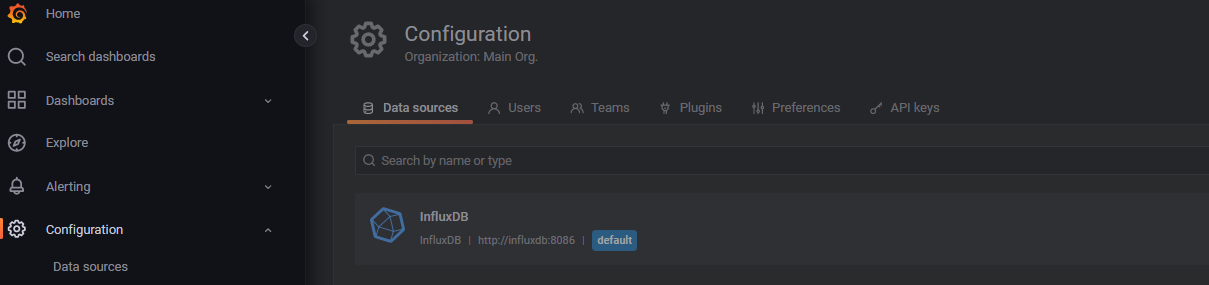 Home
Search dashboards
Dashboards
Explore
Alerting
Configuration
Data sources
Configuration
Organization: Main Org.
Data sources Users Teams Plugins Preferences API keys
Search by name or type
InfluxDB
InfluxDB | http://influxdb:8086 | default